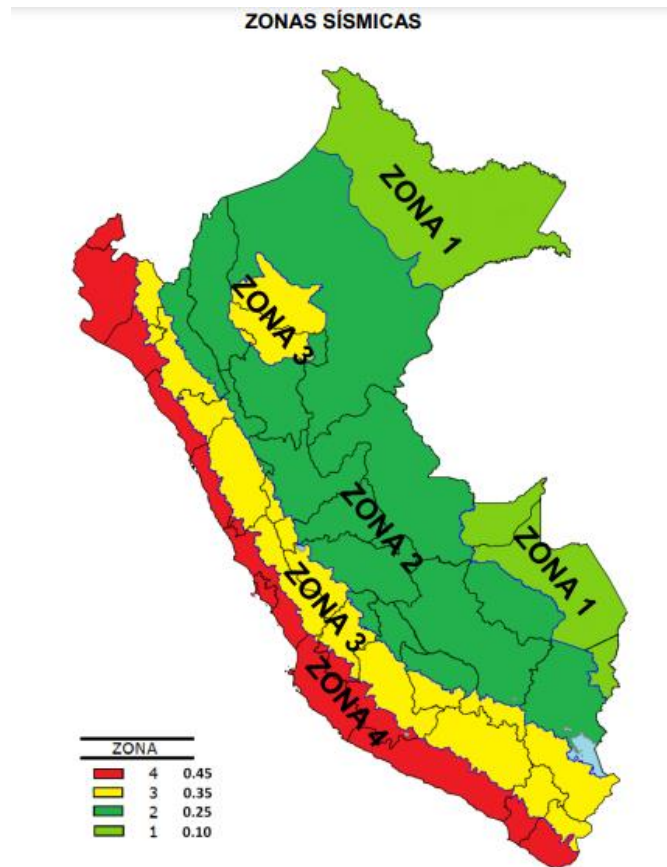 ZONAS SÍSMICAS
ZONA 1
ZONA 3
ZONA 2
ZONA 1
ZONA 3
ZONA 4
ZONA
4 0.45
3 0.35
2 0.25
1 0.10